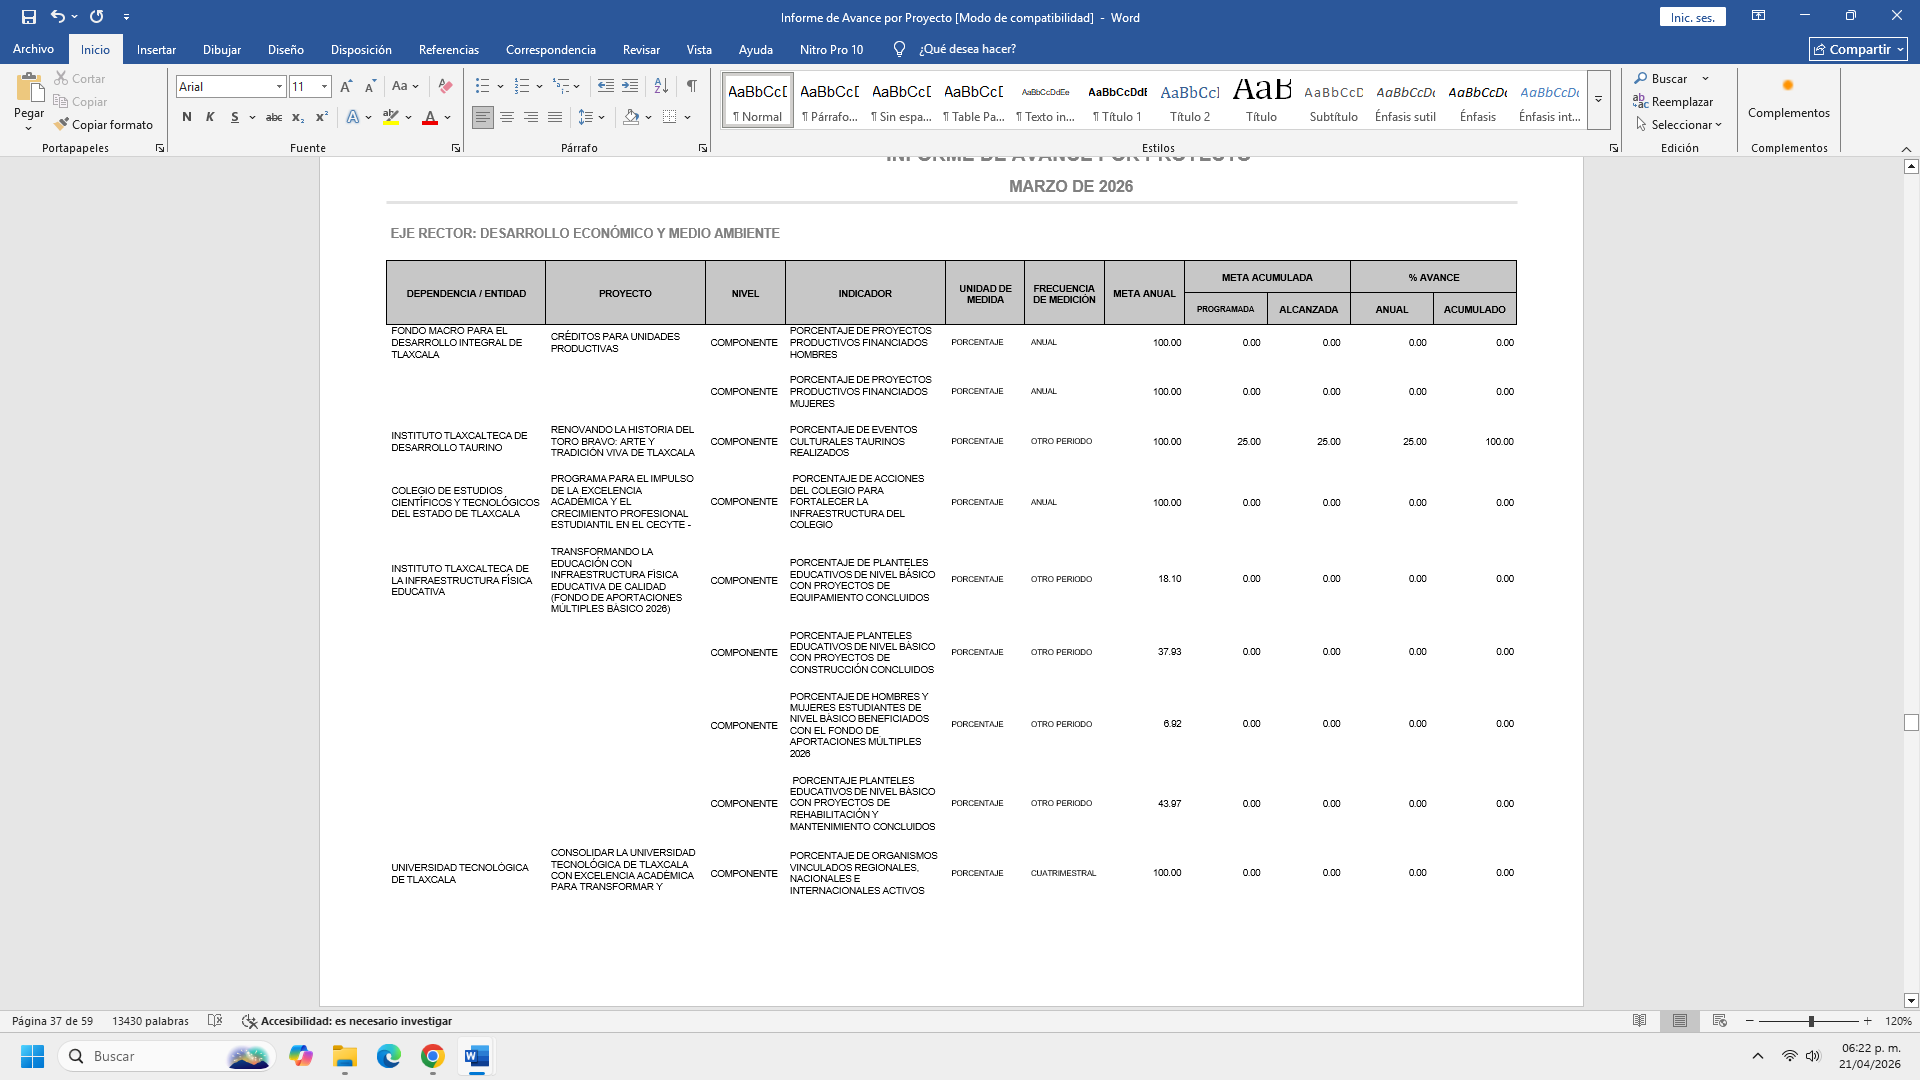 Informe de Avance por Proyecto [Modo de compatibilidad] - Word
Inic. ses.
Archivo Inicio Insertar Dibujar Diseño Disposición Referencias Correspondencia Revisar Vista Ayuda Nitro Pro 10 ¿Qué desea hacer? Compartir
Pegar
Cortar
Copiar
Copiar formato
Portapapeles
Arial 11
N K S abc x₂ x²
Fuente
Párrafo
¶ Normal ¶ Párrafo... ¶ Sin espa... ¶ Table Pa... ¶ Texto in... ¶ Título 1 Título 2 Título Subtítulo Énfasis sutil Énfasis Énfasis int...
Estilos
Buscar
Reemplazar
Seleccionar
Edición
Complementos
Complementos
INFORME DE AVANCE POR PROYECTO
MARZO DE 2026
EJE RECTOR: DESARROLLO ECONÓMICO Y MEDIO AMBIENTE
DEPENDENCIA / ENTIDAD PROYECTO NIVEL INDICADOR UNIDAD DE MEDIDA FRECUENCIA DE MEDICIÓN META ANUAL META ACUMULADA % AVANCE
PROGRAMADA ALCANZADA ANUAL ACUMULADO
FONDO MACRO PARA EL DESARROLLO INTEGRAL DE TLAXCALA CRÉDITOS PARA UNIDADES PRODUCTIVAS COMPONENTE PORCENTAJE DE PROYECTOS PRODUCTIVOS FINANCIADOS HOMBRES PORCENTAJE ANUAL 100.00 0.00 0.00 0.00 0.00
COMPONENTE PORCENTAJE DE PROYECTOS PRODUCTIVOS FINANCIADOS MUJERES PORCENTAJE ANUAL 100.00 0.00 0.00 0.00 0.00
INSTITUTO TLAXCALTECA DE DESARROLLO TAURINO RENOVANDO LA HISTORIA DEL TORO BRAVO: ARTE Y TRADICIÓN VIVA DE TLAXCALA COMPONENTE PORCENTAJE DE EVENTOS CULTURALES TAURINOS REALIZADOS PORCENTAJE OTRO PERIODO 100.00 25.00 25.00 25.00 100.00
COLEGIO DE ESTUDIOS CIENTÍFICOS Y TECNOLÓGICOS DEL ESTADO DE TLAXCALA PROGRAMA PARA EL IMPULSO DE LA EXCELENCIA ACADÉMICA Y EL CRECIMIENTO PROFESIONAL ESTUDIANTIL EN EL CECYTE - COMPONENTE PORCENTAJE DE ACCIONES DEL COLEGIO PARA FORTALECER LA INFRAESTRUCTURA DEL COLEGIO PORCENTAJE ANUAL 100.00 0.00 0.00 0.00 0.00
INSTITUTO TLAXCALTECA DE LA INFRAESTRUCTURA FÍSICA EDUCATIVA TRANSFORMANDO LA EDUCACIÓN CON INFRAESTRUCTURA FÍSICA EDUCATIVA DE CALIDAD (FONDO DE APORTACIONES MÚLTIPLES BÁSICO 2026) COMPONENTE PORCENTAJE DE PLANTELES EDUCATIVOS DE NIVEL BÁSICO CON PROYECTOS DE EQUIPAMIENTO CONCLUIDOS PORCENTAJE OTRO PERIODO 18.10 0.00 0.00 0.00 0.00
COMPONENTE PORCENTAJE PLANTELES EDUCATIVOS DE NIVEL BÁSICO CON PROYECTOS DE CONSTRUCCIÓN CONCLUIDOS PORCENTAJE OTRO PERIODO 37.93 0.00 0.00 0.00 0.00
COMPONENTE PORCENTAJE DE HOMBRES Y MUJERES ESTUDIANTES DE NIVEL BÁSICO BENEFICIADOS CON EL FONDO DE APORTACIONES MÚLTIPLES 2026 PORCENTAJE OTRO PERIODO 6.92 0.00 0.00 0.00 0.00
COMPONENTE PORCENTAJE PLANTELES EDUCATIVOS DE NIVEL BÁSICO CON PROYECTOS DE REHABILITACIÓN Y MANTENIMIENTO CONCLUIDOS PORCENTAJE OTRO PERIODO 43.97 0.00 0.00 0.00 0.00
UNIVERSIDAD TECNOLÓGICA DE TLAXCALA CONSOLIDAR LA UNIVERSIDAD TECNOLÓGICA DE TLAXCALA CON EXCELENCIA ACADÉMICA PARA TRANSFORMAR Y COMPONENTE PORCENTAJE DE ORGANISMOS VINCULADOS REGIONALES, NACIONALES E INTERNACIONALES ACTIVOS PORCENTAJE CUATRIMESTRAL 100.00 0.00 0.00 0.00 0.00
Página 37 de 59 13430 palabras Accesibilidad: es necesario investigar 120%
Buscar
06:22 p. m.
21/04/2026